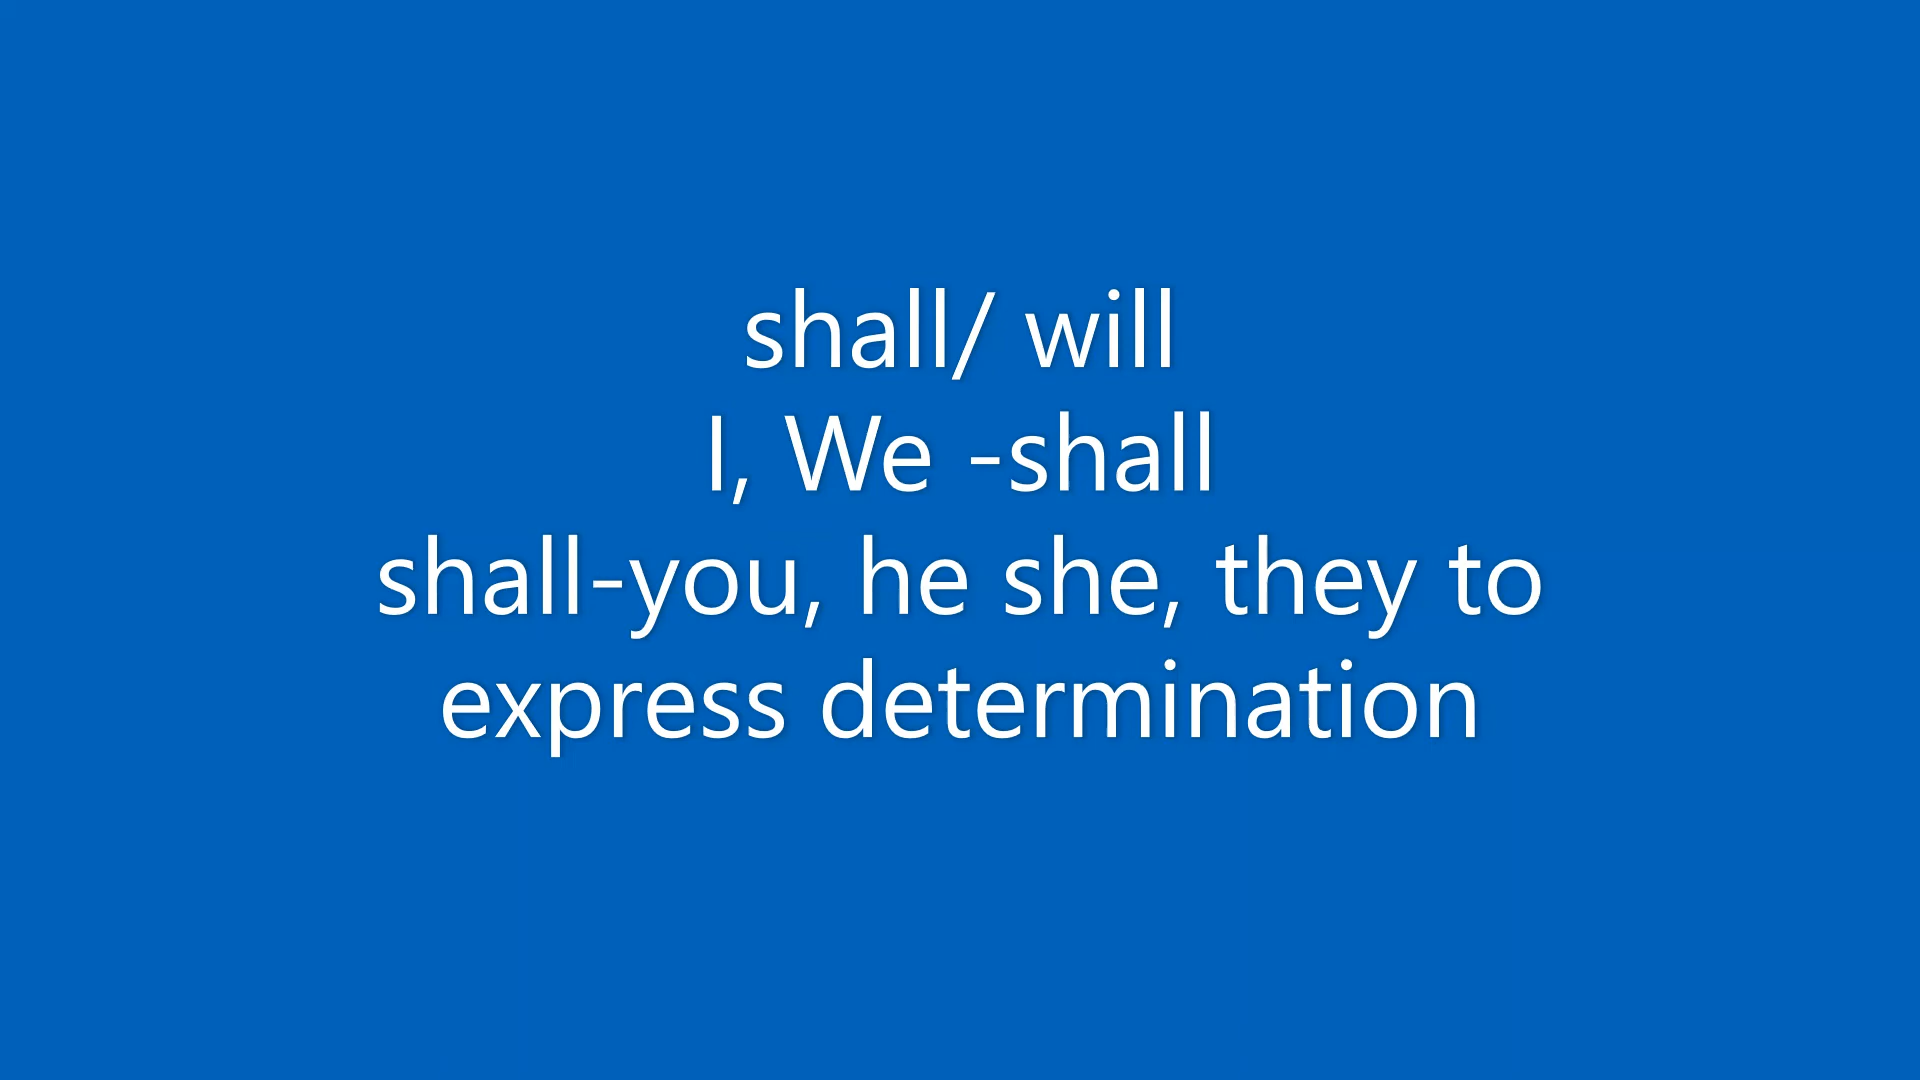 shall/ will
I, We -shall
shall-you, he she, they to
express determination